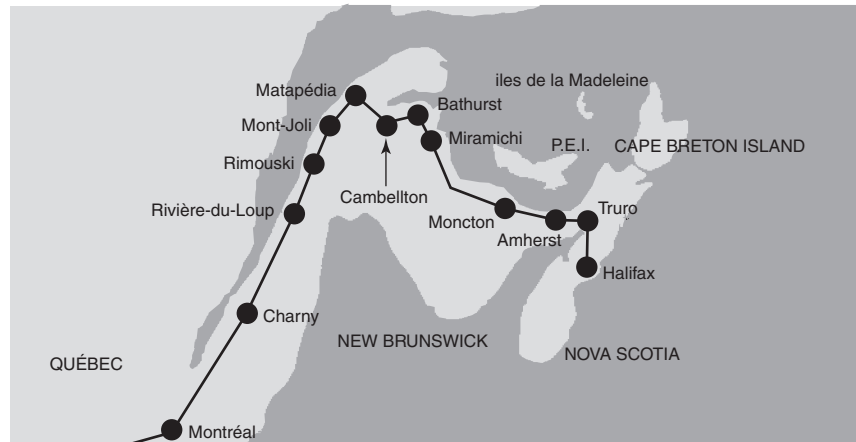 iles de la Madeleine
Matapédia
Bathurst
Mont-Joli
Miramichi
P.E.I.
CAPE BRETON ISLAND
Rimouski
Cambellton
Rivière-du-Loup
Moncton
Truro
Amherst
Halifax
Charny
NEW BRUNSWICK
NOVA SCOTIA
QUÉBEC
Montréal